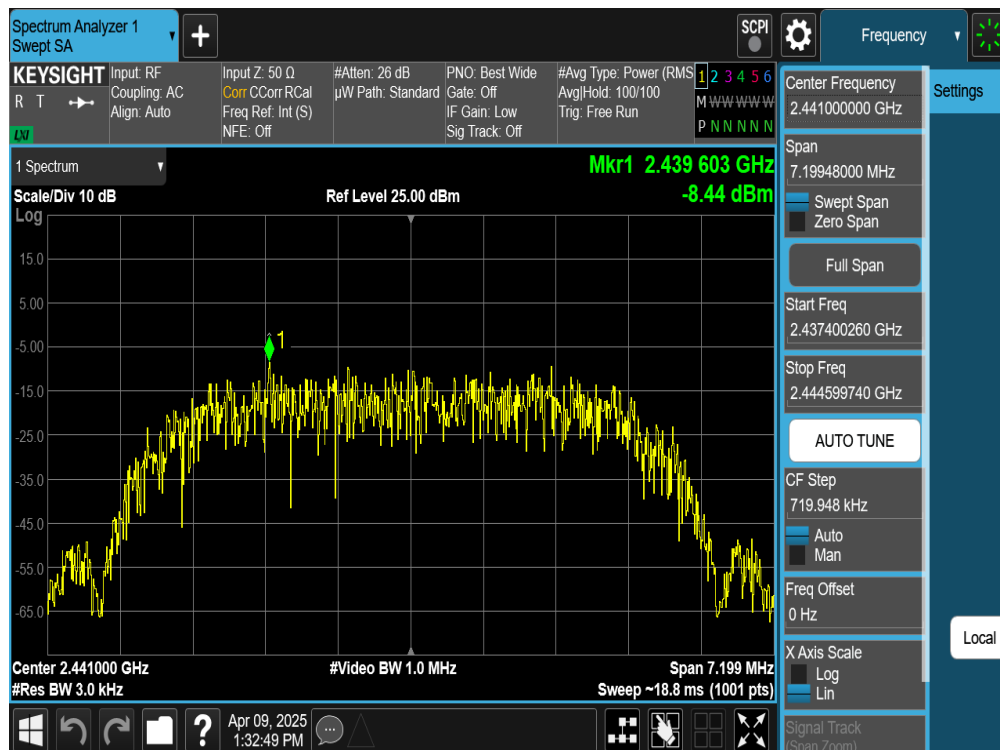 Spectrum Analyzer 1
Swept SA
+
SCPI
Frequency
KEYSIGHT
R T
LXI
Input: RF
Coupling: AC
Align: Auto
Input Z: 50 Ω
Corr CCorr RCal
Freq Ref: Int (S)
NFE: Off
#Atten: 26 dB
µW Path: Standard
PNO: Best Wide
Gate: Off
IF Gain: Low
Sig Track: Off
#Avg Type: Power (RMS
Avg|Hold: 100/100
Trig: Free Run
1 2 3 4 5 6
M W W W W W
P N N N N N
1 Spectrum
Mkr1 2.439 603 GHz
Scale/Div 10 dB
Ref Level 25.00 dBm
-8.44 dBm
Log
15.0
5.00
-5.00
-15.0
-25.0
-35.0
-45.0
-55.0
-65.0
1
Center 2.441000 GHz
#Video BW 1.0 MHz
Span 7.199 MHz
#Res BW 3.0 kHz
Sweep ~18.8 ms (1001 pts)
Center Frequency
2.441000000 GHz
Span
7.19948000 MHz
Swept Span
Zero Span
Full Span
Start Freq
2.437400260 GHz
Stop Freq
2.444599740 GHz
AUTO TUNE
CF Step
719.948 kHz
Auto
Man
Freq Offset
0 Hz
X Axis Scale
Log
Lin
Signal Track
(Span Zoom)
Settings
Local
?
Apr 09, 2025
1:32:49 PM